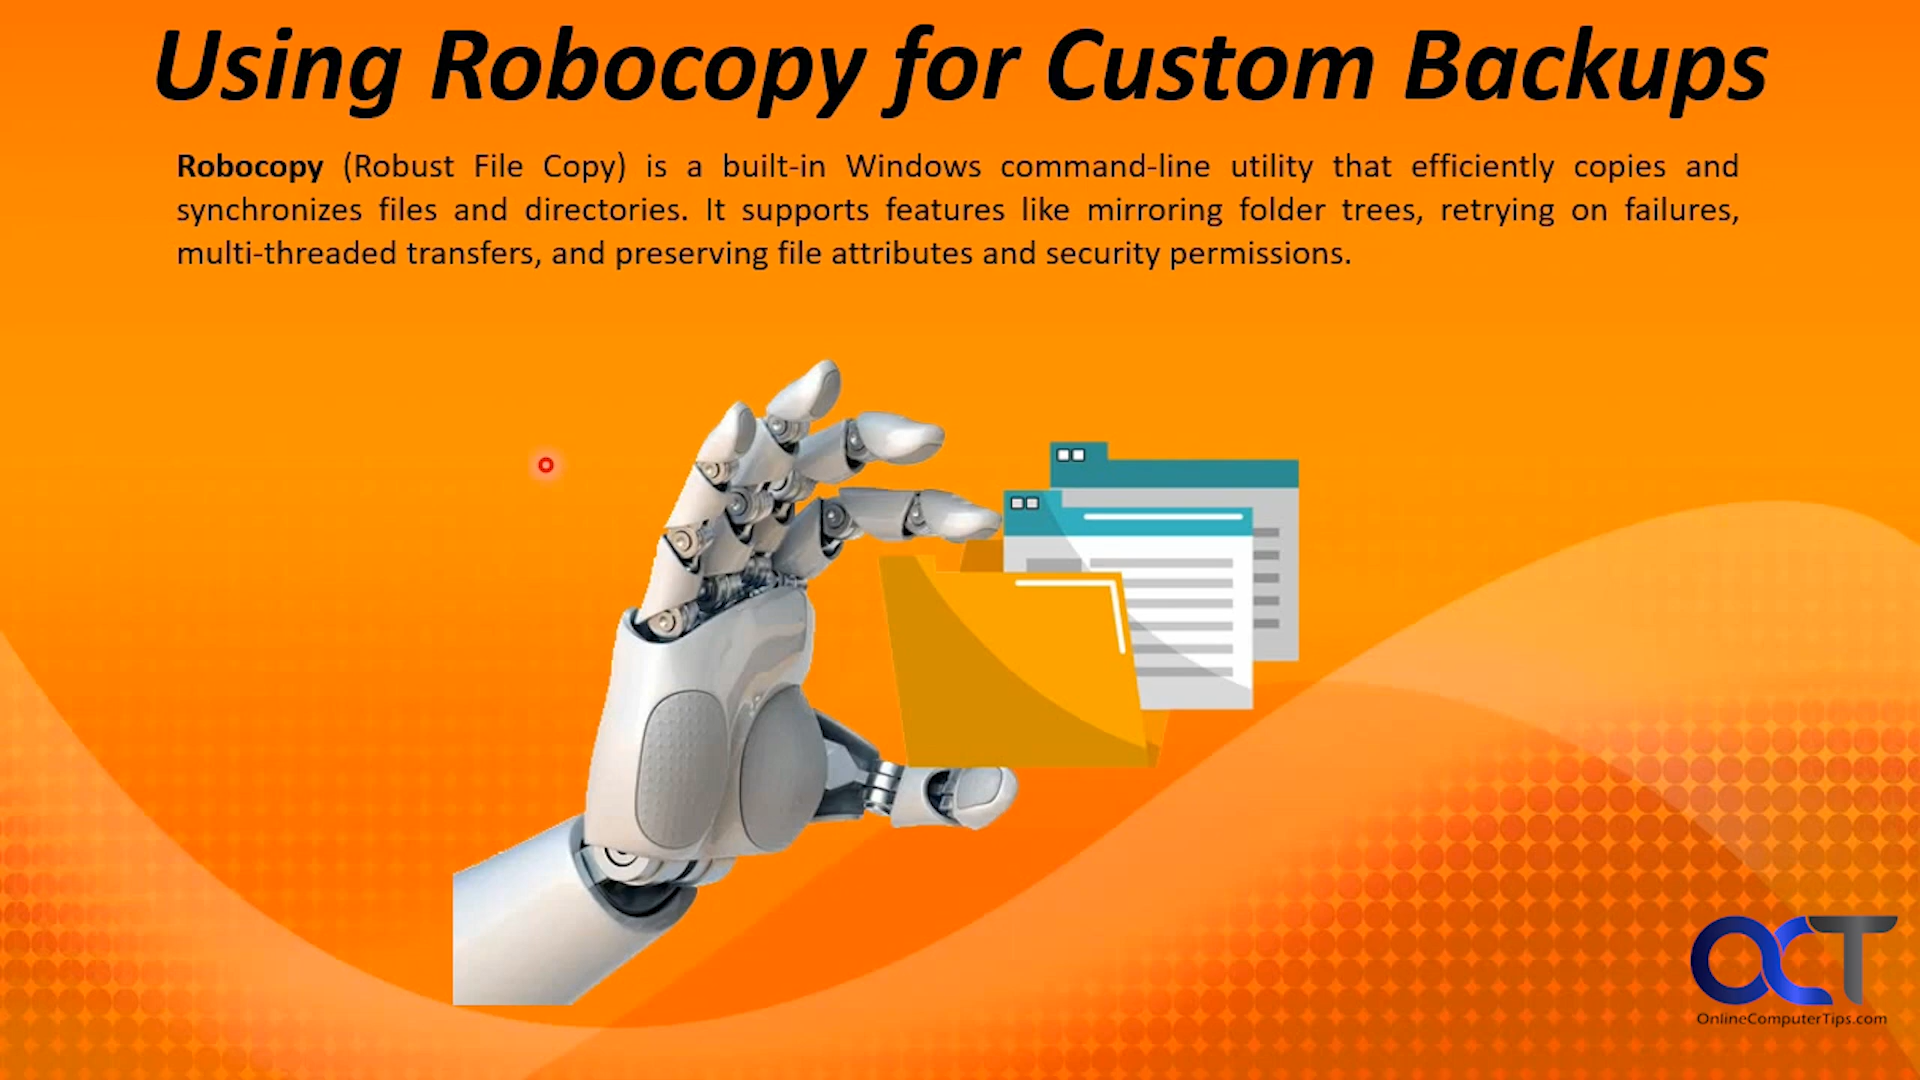 Using Robocopy for Custom Backups
Robocopy (Robust File Copy) is a built-in Windows command-line utility that efficiently copies and
synchronizes files and directories. It supports features like mirroring folder trees, retrying on failures,
multi-threaded transfers, and preserving file attributes and security permissions.
OCT
OnlineComputerTips.com